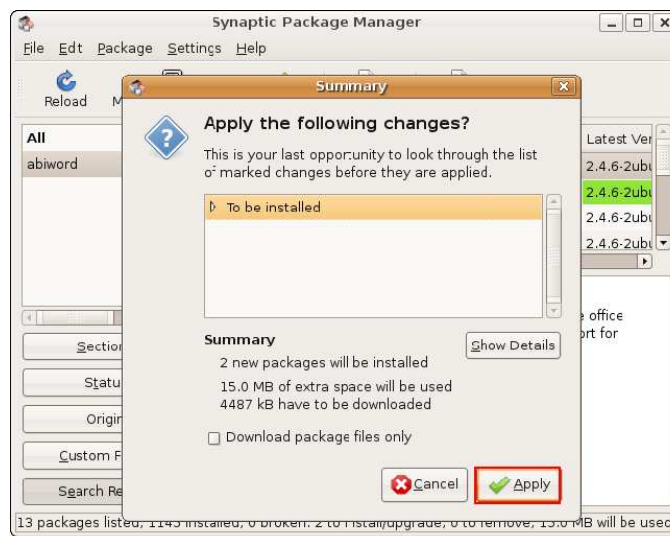 Synaptic Package Manager
File Edt Package Settings Help
Reload
Summary
All
abiword
Apply the following changes?
This is your last opportunity to look through the list
of marked changes before they are applied.
To be installed
Latest Ver
2.4.6-2ubu
2.4.6-2ubu
2.4.6-2ubu
2.4.6-2ubu
office
ort for
Summary
2 new packages will be installed
15.0 MB of extra space will be used
4487 kB have to be downloaded
Show Details
Download package files only
Section
Statu
Origin
Custom F
Search Re
Cancel
Apply
13 packages listed, 1143 installed, 0 broken. 2 to install/upgrade, 0 to remove; 15.0 MB will be used